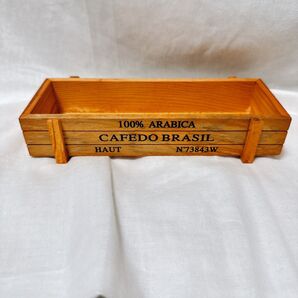 100% ARABICA
CAFEDO BRASIL
HAUT N'73843W